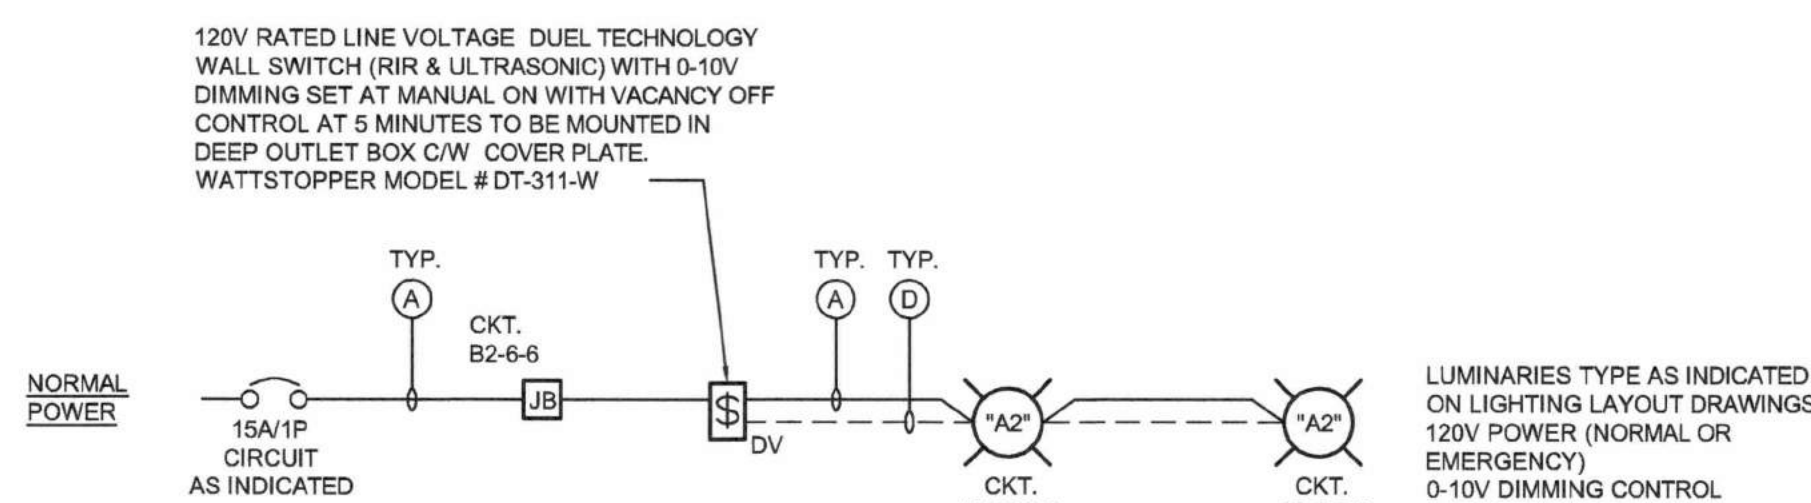 120V RATED LINE VOLTAGE DUEL TECHNOLOGY
WALL SWITCH (RIR & ULTRASONIC) WITH 0-10V
DIMMING SET AT MANUAL ON WITH VACANCY OFF
CONTROL AT 5 MINUTES TO BE MOUNTED IN
DEEP OUTLET BOX C/W COVER PLATE.
WATTSTOPPER MODEL # DT-311-W
TYP.
A
CKT.
B2-6-6
TYP. TYP.
A D
NORMAL
POWER
15A/1P
CIRCUIT
AS INDICATED
JB
$
DV
"A2"
CKT.
"A2"
CKT.
LUMINARIES TYPE AS INDICATED
ON LIGHTING LAYOUT DRAWINGS
120V POWER (NORMAL OR
EMERGENCY)
0-10V DIMMING CONTROL